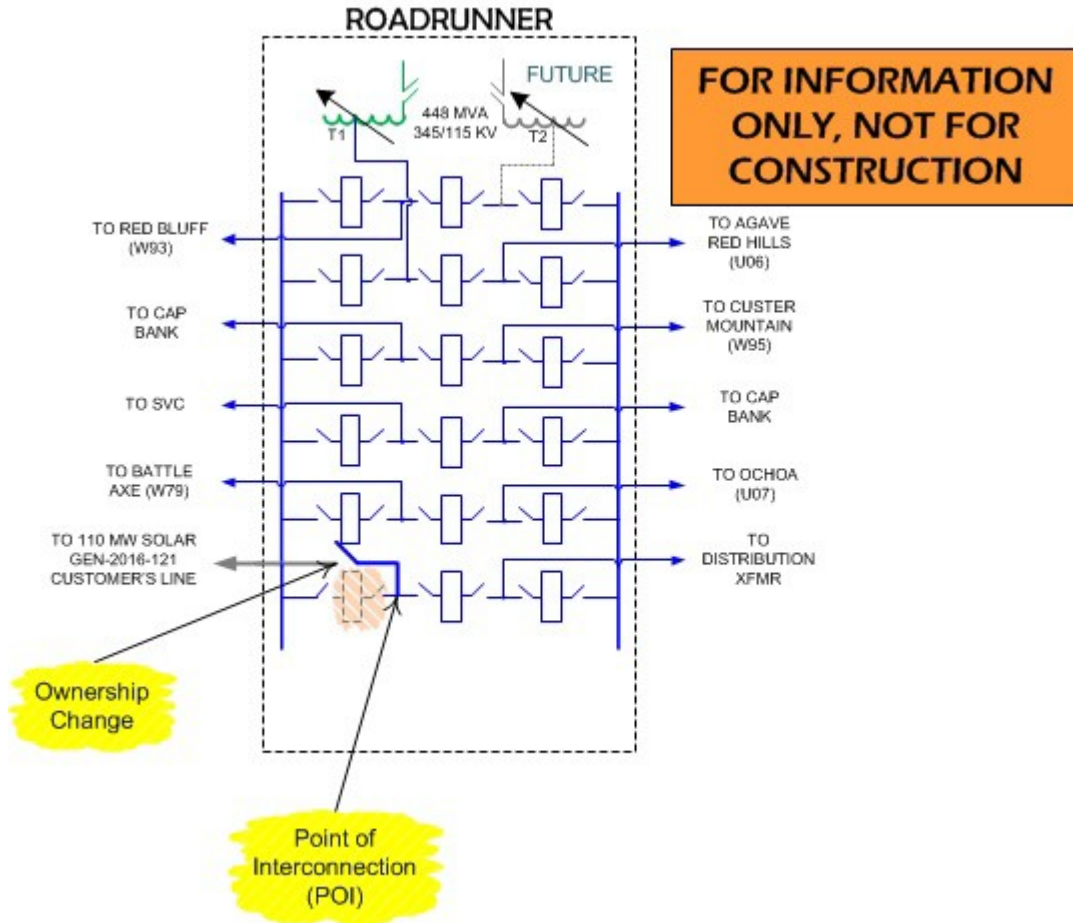 ROADRUNNER
FUTURE
448 MVA
345/115 KV
T1
T2
FOR INFORMATION
ONLY, NOT FOR
CONSTRUCTION
TO RED BLUFF
(W93)
TO AGAVE
RED HILLS
(U06)
TO CAP
BANK
TO CUSTER
MOUNTAIN
(W95)
TO SVC
TO CAP
BANK
TO BATTLE
AXE (W79)
TO OCHOA
(U07)
TO 110 MW SOLAR
GEN-2016-121
CUSTOMER'S LINE
TO
DISTRIBUTION
XFMR
Ownership
Change
Point of
Interconnection
(POI)